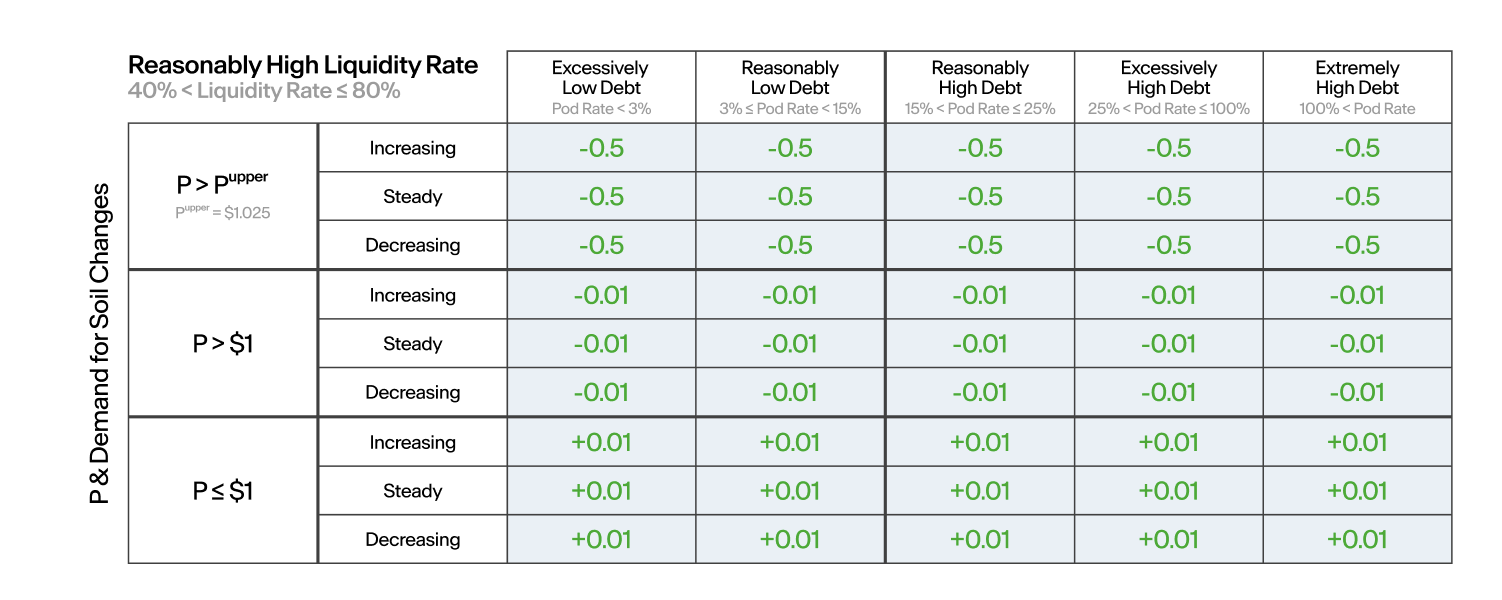 Reasonably High Liquidity Rate
40% < Liquidity Rate ≤ 80%
Excessively
Low Debt
Pod Rate < 3%
Reasonably
Low Debt
3% ≤ Pod Rate < 15%
Reasonably
High Debt
15% < Pod Rate ≤ 25%
Excessively
High Debt
25% < Pod Rate ≤ 100%
Extremely
High Debt
100% < Pod Rate
P & Demand for Soil Changes
P > Pupper
Pupper = $1.025
Increasing -0.5 -0.5 -0.5 -0.5 -0.5
Steady -0.5 -0.5 -0.5 -0.5 -0.5
Decreasing -0.5 -0.5 -0.5 -0.5 -0.5
P > $1
Increasing -0.01 -0.01 -0.01 -0.01 -0.01
Steady -0.01 -0.01 -0.01 -0.01 -0.01
Decreasing -0.01 -0.01 -0.01 -0.01 -0.01
P ≤ $1
Increasing +0.01 +0.01 +0.01 +0.01 +0.01
Steady +0.01 +0.01 +0.01 +0.01 +0.01
Decreasing +0.01 +0.01 +0.01 +0.01 +0.01